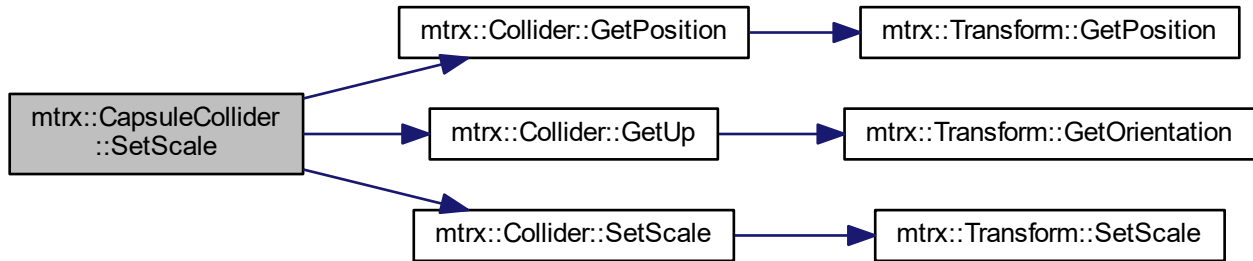 mtrx::CapsuleCollider
::SetScale
mtrx::Collider::GetPosition
mtrx::Transform::GetPosition
mtrx::Collider::GetUp
mtrx::Transform::GetOrientation
mtrx::Collider::SetScale
mtrx::Transform::SetScale